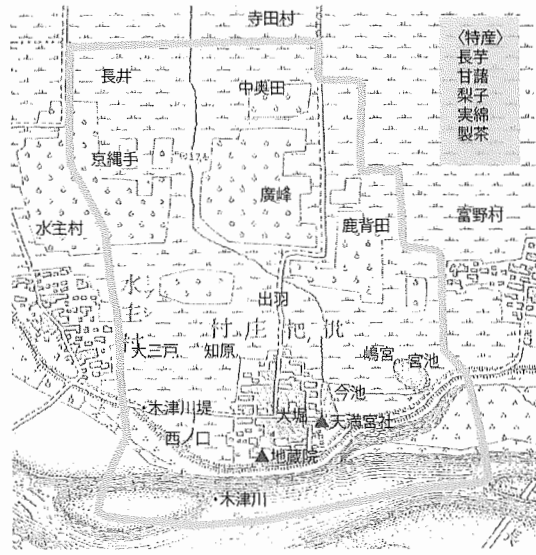 寺田村
〈特産〉
長芋
甘藷
梨子
実綿
製茶
長井
中奥田
京縄手
廣峰
水主村
鹿背田
富野村
水主村
出羽
村庄把枇
大三戸
知原
嶋宮
宮池
今池
木津川堤
大堀
天満宮社
西ノ口
地蔵院
・木津川